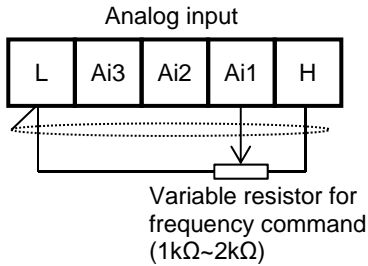 Analog input
L Ai3 Ai2 Ai1 H
Variable resistor for
frequency command
(1kΩ~2kΩ)